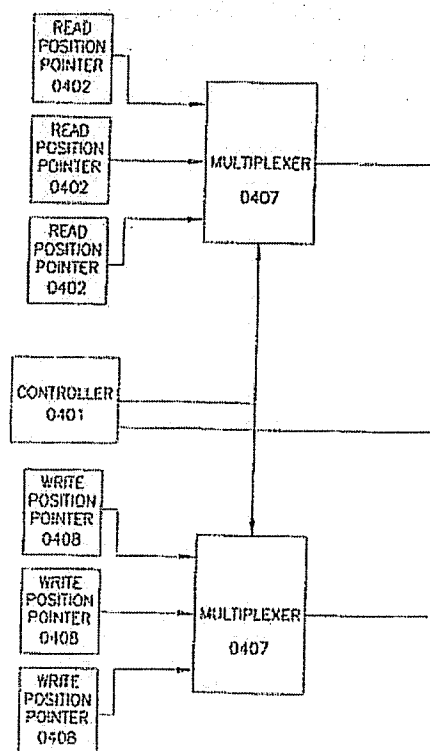 READ
POSITION
POINTER
0402
READ
POSITION
POINTER
0402
READ
POSITION
POINTER
0402
MULTIPLEXER
0407
CONTROLLER
0401
WRITE
POSITION
POINTER
0408
WRITE
POSITION
POINTER
0408
WRITE
POSITION
POINTER
0408
MULTIPLEXER
0407